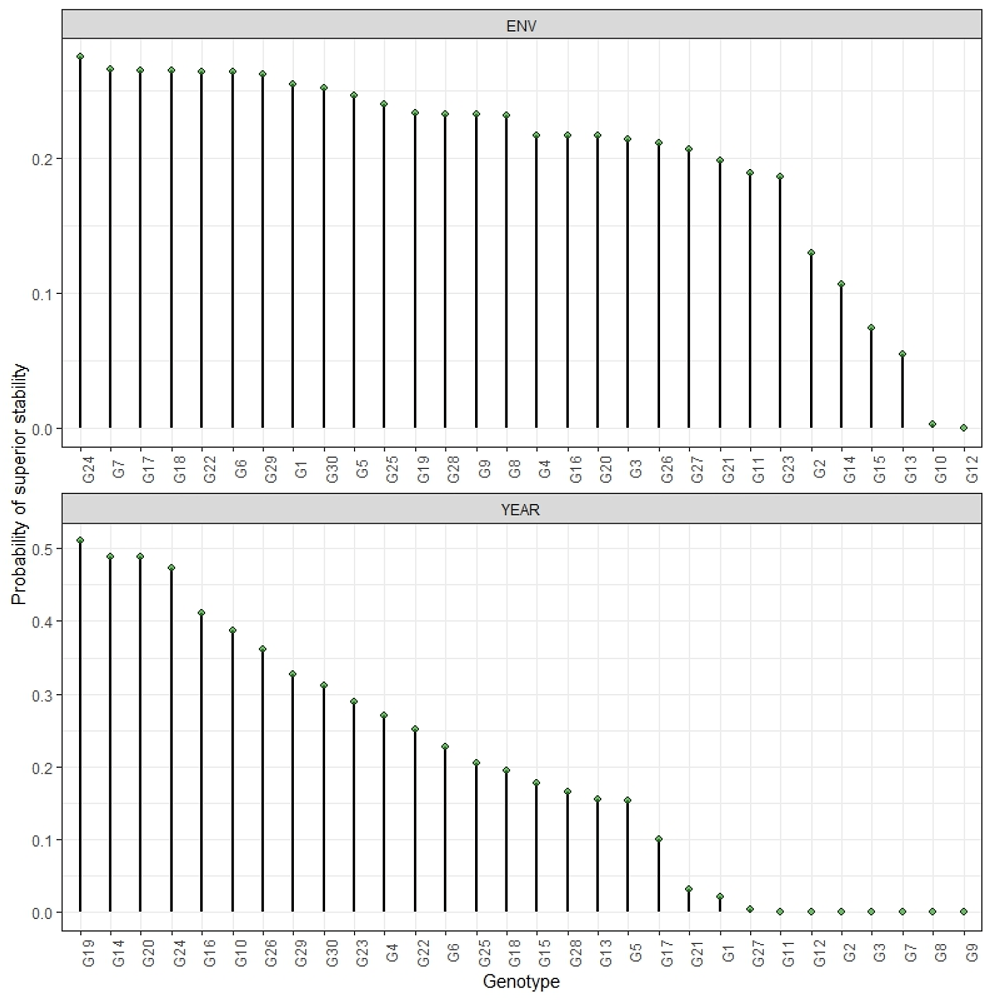 ENV
0.2
0.1
0.0
G24 G7 G17 G18 G22 G6 G29 G1 G30 G5 G25 G19 G28 G9 G8 G4 G16 G20 G3 G26 G27 G21 G11 G23 G2 G14 G15 G13 G10 G12
Probability of superior stability
YEAR
0.5
0.4
0.3
0.2
0.1
0.0
G19 G14 G20 G24 G16 G10 G26 G29 G30 G23 G4 G22 G6 G25 G18 G15 G28 G13 G5 G17 G21 G1 G27 G11 G12 G2 G3 G7 G8 G9
Genotype